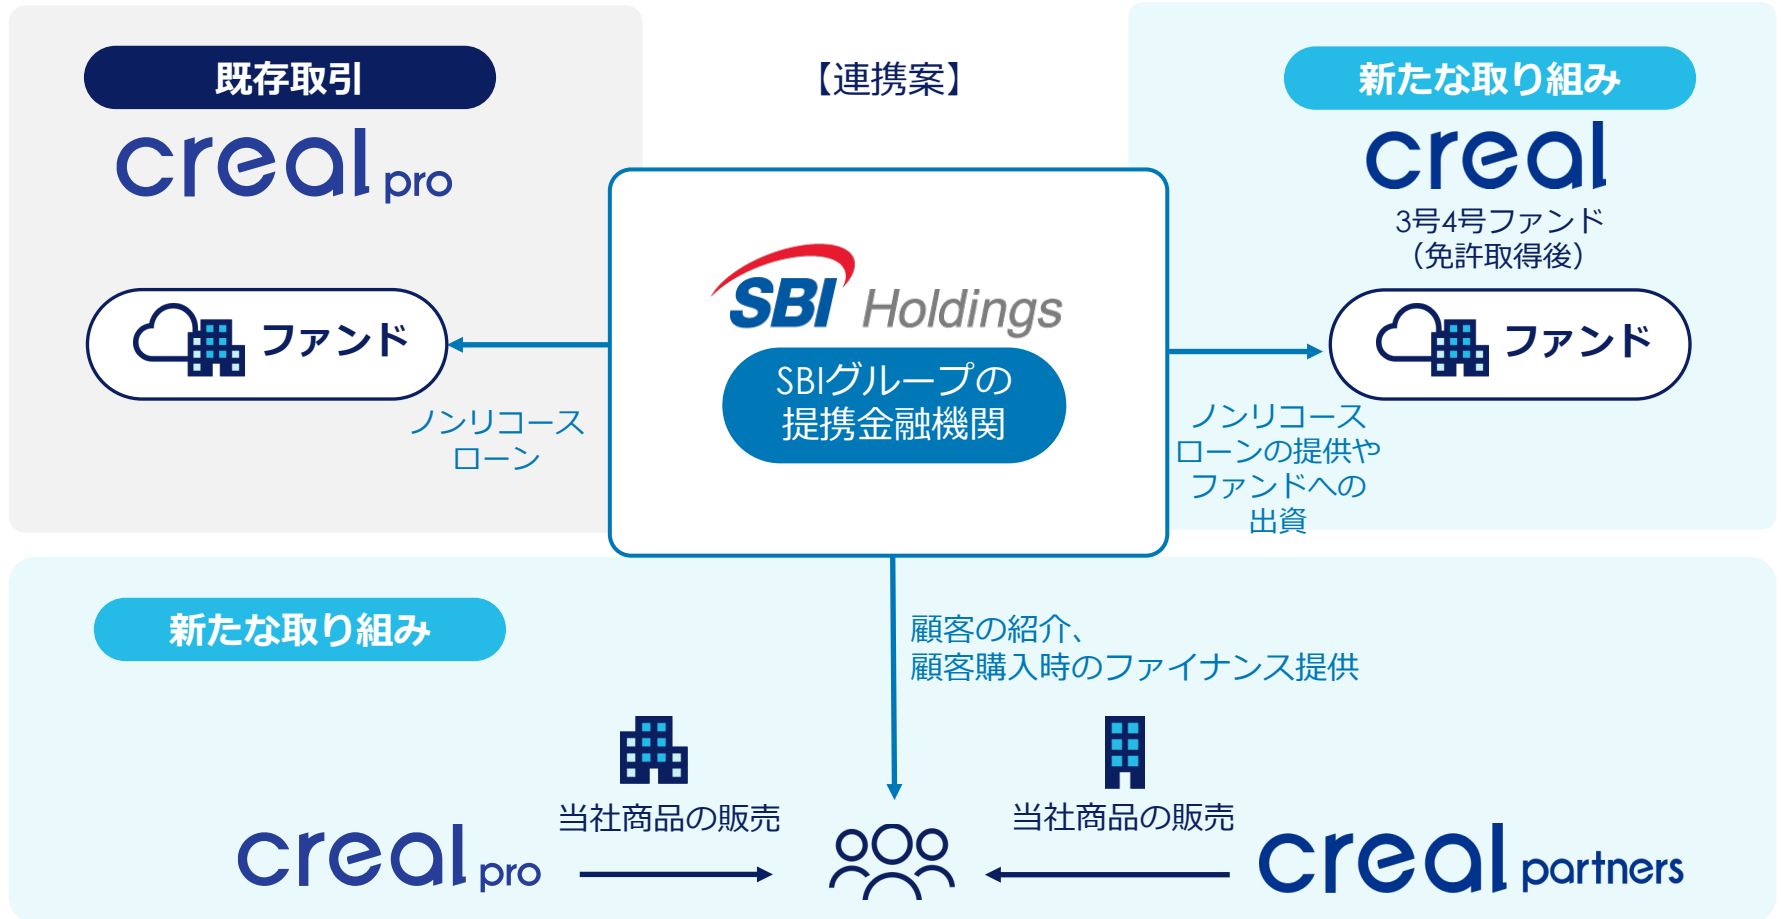 【連携案】
既存取引
creal pro
ファンド
ノンリコース
ローン
SBI Holdings
SBIグループの
提携金融機関
新たな取り組み
creal
3号4号ファンド
（免許取得後）
ファンド
ノンリコース
ローンの提供や
ファンドへの
出資
新たな取り組み
顧客の紹介、
顧客購入時のファイナンス提供
当社商品の販売
creal pro
当社商品の販売
creal partners